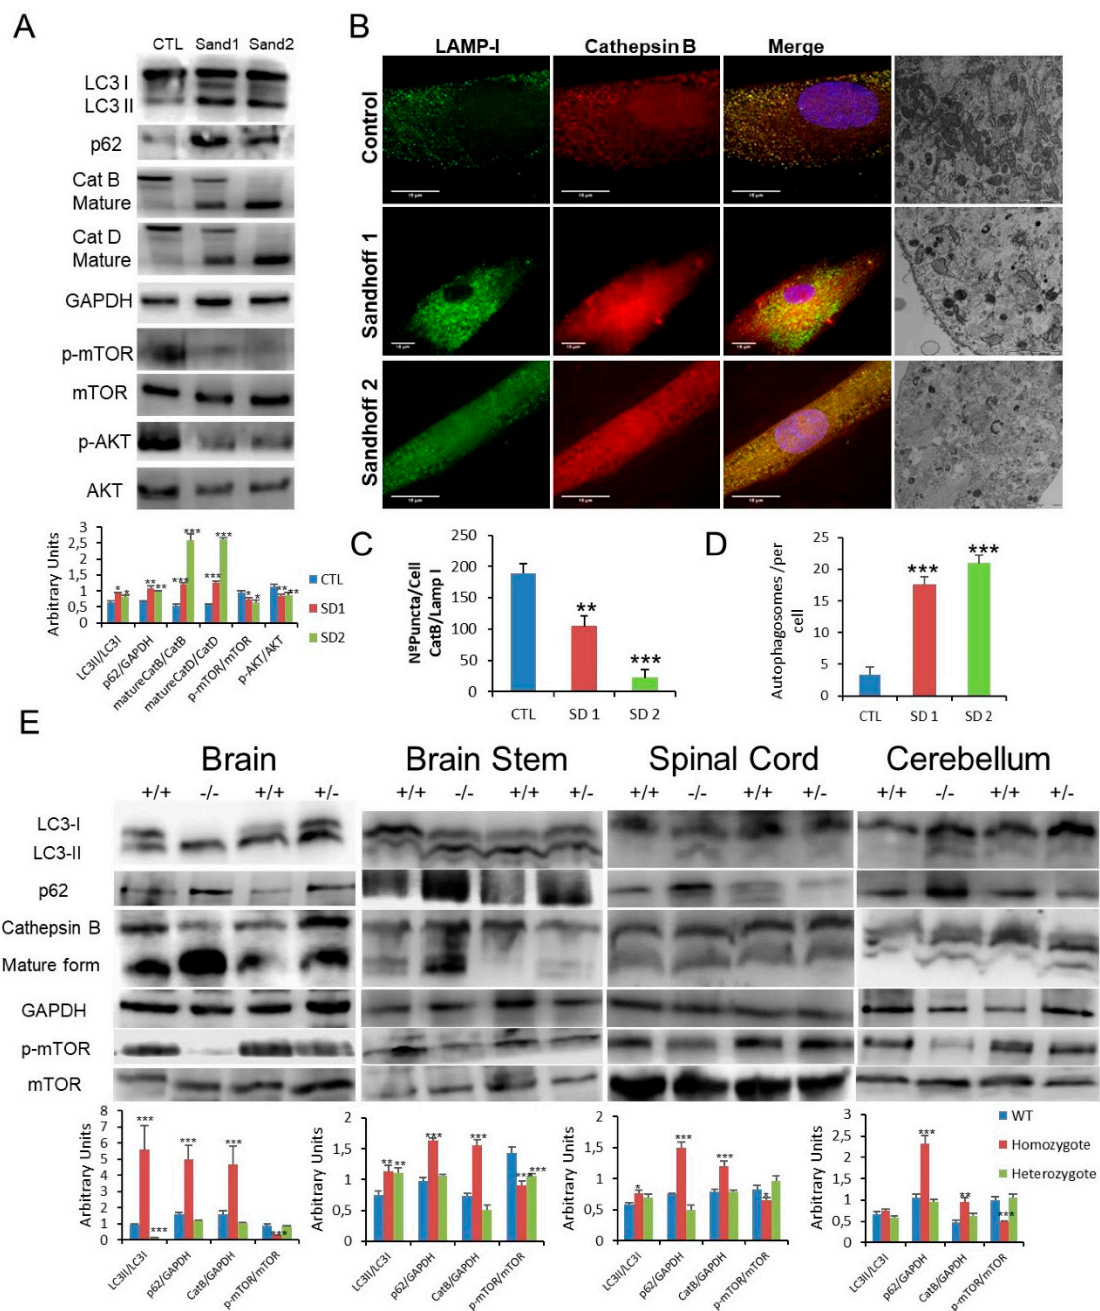 A
CTL Sand1 Sand2
LC3 I
LC3 II
p62
Cat B
Mature
Cat D
Mature
GAPDH
p-mTOR
mTOR
p-AKT
AKT
Arbitrary Units
3
2,5
2
1,5
1
0,5
0
* * ** ** *** *** *** *** * * ** **
LC3II/LC3I
p62/GAPDH
matureCatB/CatB
matureCatD/CatD
p-mTOR/mTOR
p-AKT/AKT
CTL
SD1
SD2
B
LAMP-I Cathepsin B Merge
Control
Sandhoff 1
Sandhoff 2
C
NºPuncta/Cell
CatB/Lamp I
250
200
150
100
50
0
**
***
CTL SD 1 SD 2
D
Autophagosomes /per
cell
25
20
15
10
5
0
***
***
CTL SD 1 SD 2
E
Brain Brain Stem Spinal Cord Cerebellum
+/+ -/- +/+ +/- +/+ -/- +/+ +/- +/+ -/- +/+ +/- +/+ -/- +/+ +/-
LC3-I
LC3-II
p62
Cathepsin B
Mature form
GAPDH
p-mTOR
mTOR
Arbitrary Units
8
7
6
5
4
3
2
1
0
*** *** *** *** ***
LC3II/LC3I
p62/GAPDH
CatB/GAPDH
p-mTOR/mTOR
Arbitrary Units
2
1,5
1
0,5
0
** ** *** *** *** ***
LC3II/LC3I
p62/GAPDH
CatB/GAPDH
p-mTOR/mTOR
Arbitrary Units
2
1,5
1
0,5
0
* *** *** *
LC3II/LC3I
p62/GAPDH
CatB/GAPDH
p-mTOR/mTOR
Arbitrary Units
3
2,5
2
1,5
1
0,5
0
*** ** ***
LC3II/LC3I
p62/GAPDH
CatB/GAPDH
p-mTOR/mTOR
WT
Homozygote
Heterozygote